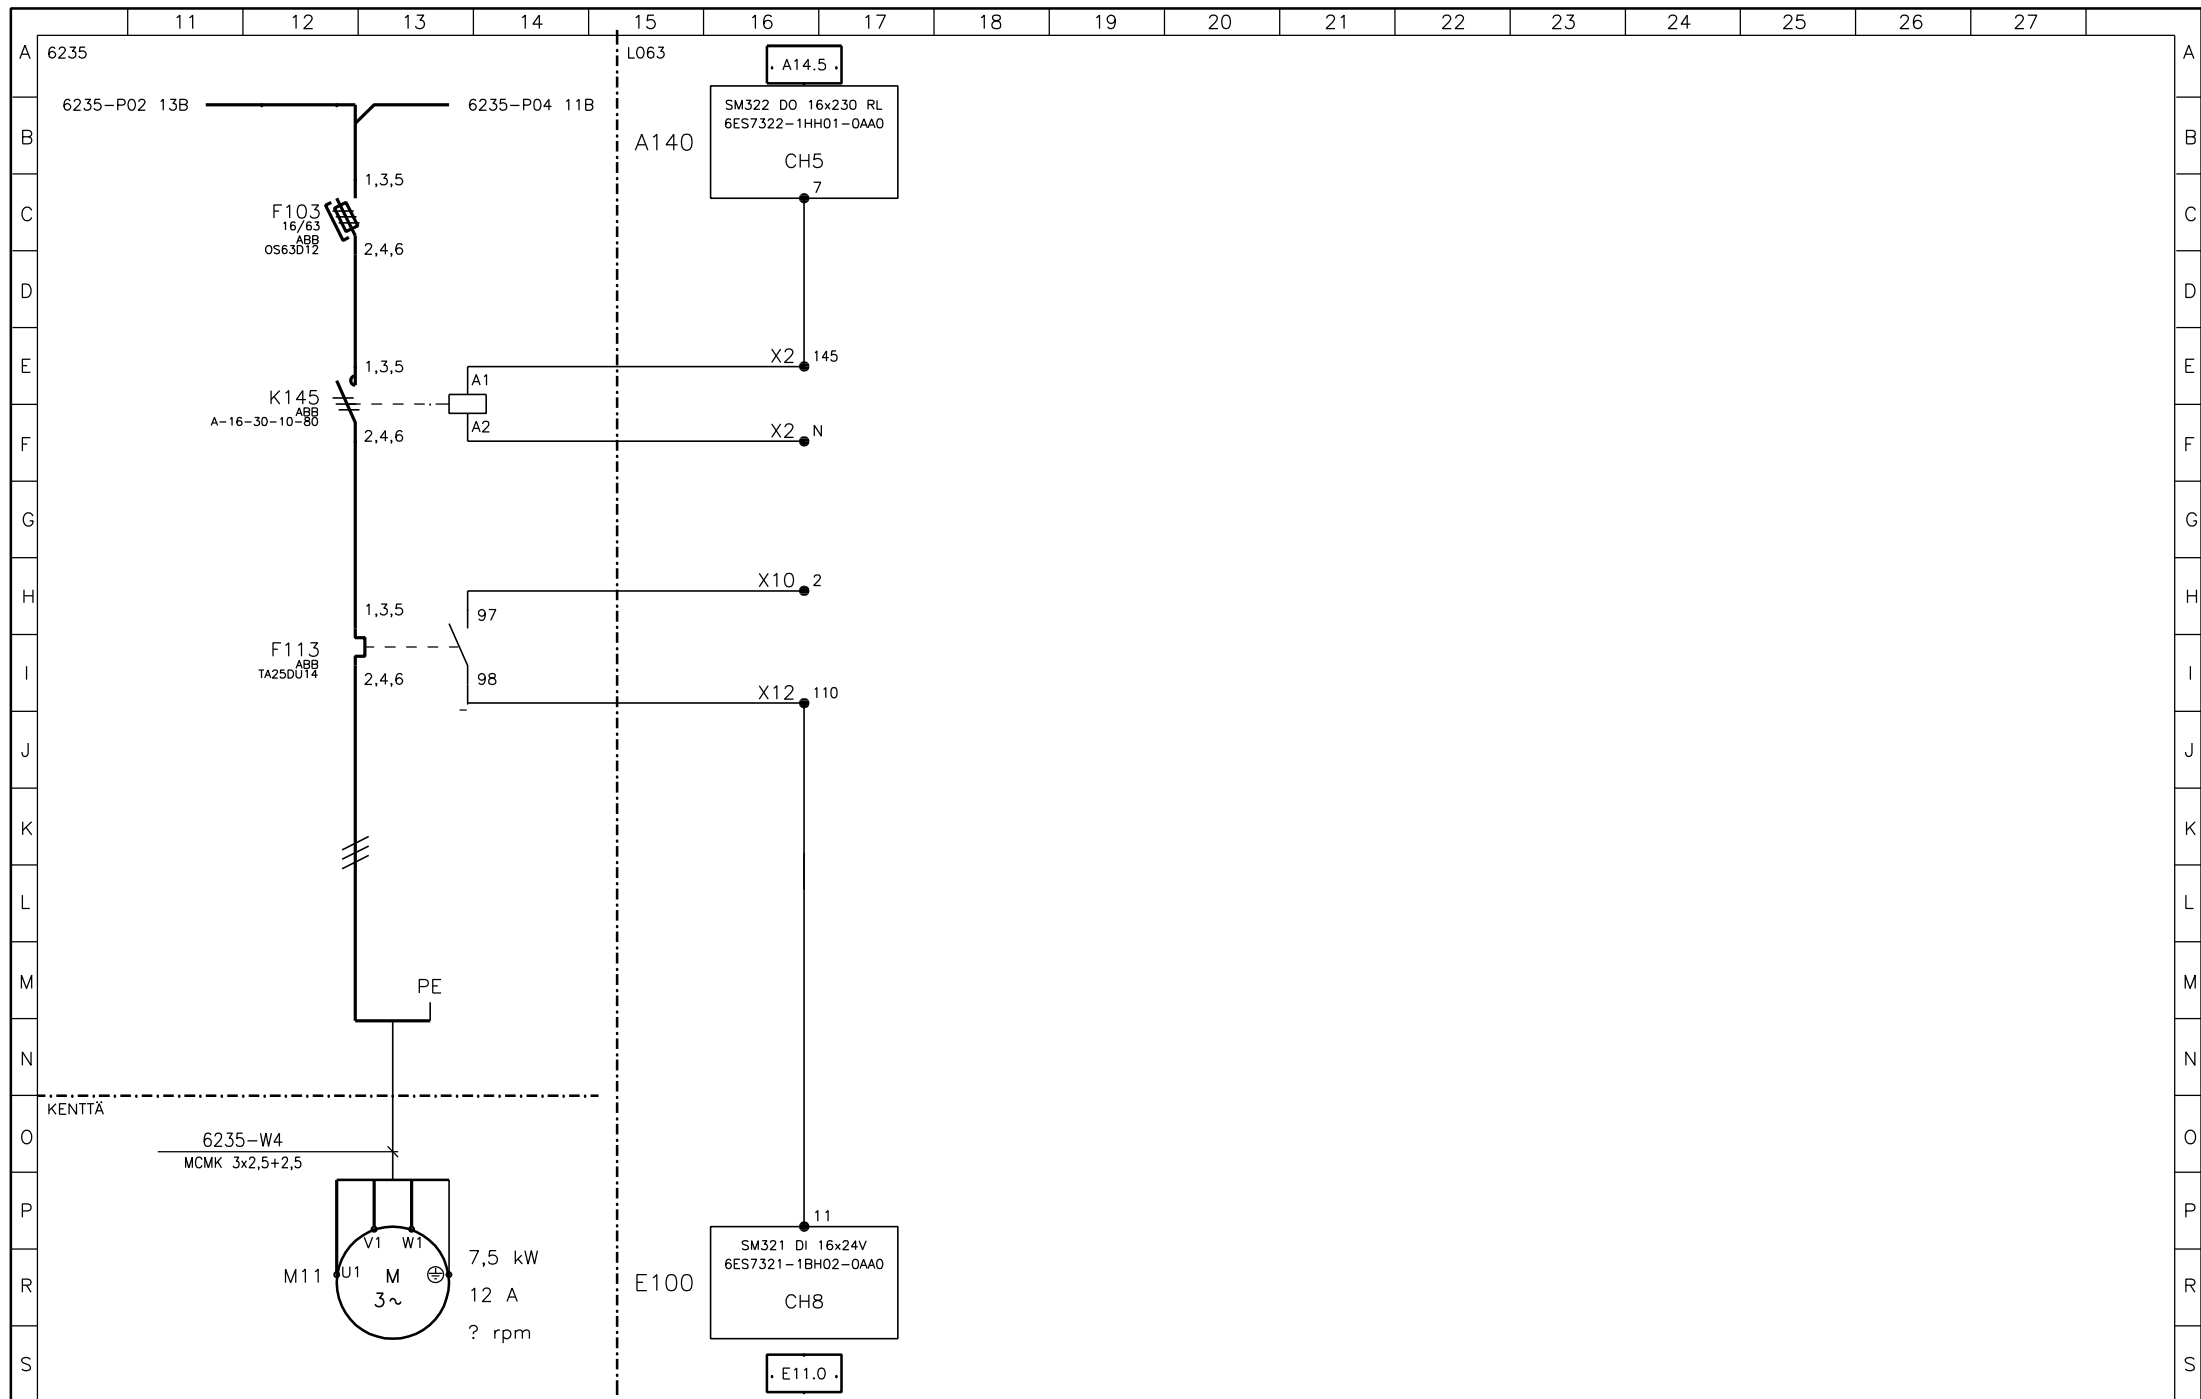 11 12 13 14 15 16 17 18 19 20 21 22 23 24 25 26 27
A 6235 L063 A14.5 A
6235-P02 13B 6235-P04 11B SM322 DO 16x230 RL
6ES7322-1HH01-0AA0
B A140 B
CH5
1,3,5 7
C F103 C
16/63
ABB
OS63D12 2,4,6
D D
E 1,3,5 X2 145 E
A1
K145
ABB
A-16-30-10-80
A2
F 2,4,6 X2 N F
G G
X10 2
H 1,3,5 97 H
F113
ABB
TA25DU14
I 2,4,6 98 I
X12 110
J J
K K
L L
M PE M
N N
KENTTÄ
O 6235-W4 O
MCMK 3x2,5+2,5
P 11 P
V1 W1 SM321 DI 16x24V
7,5 kW 6ES7321-1BH02-0AA0
R M11 U1 M E100 R
3~ 12 A CH8
? rpm
S E11.0 S